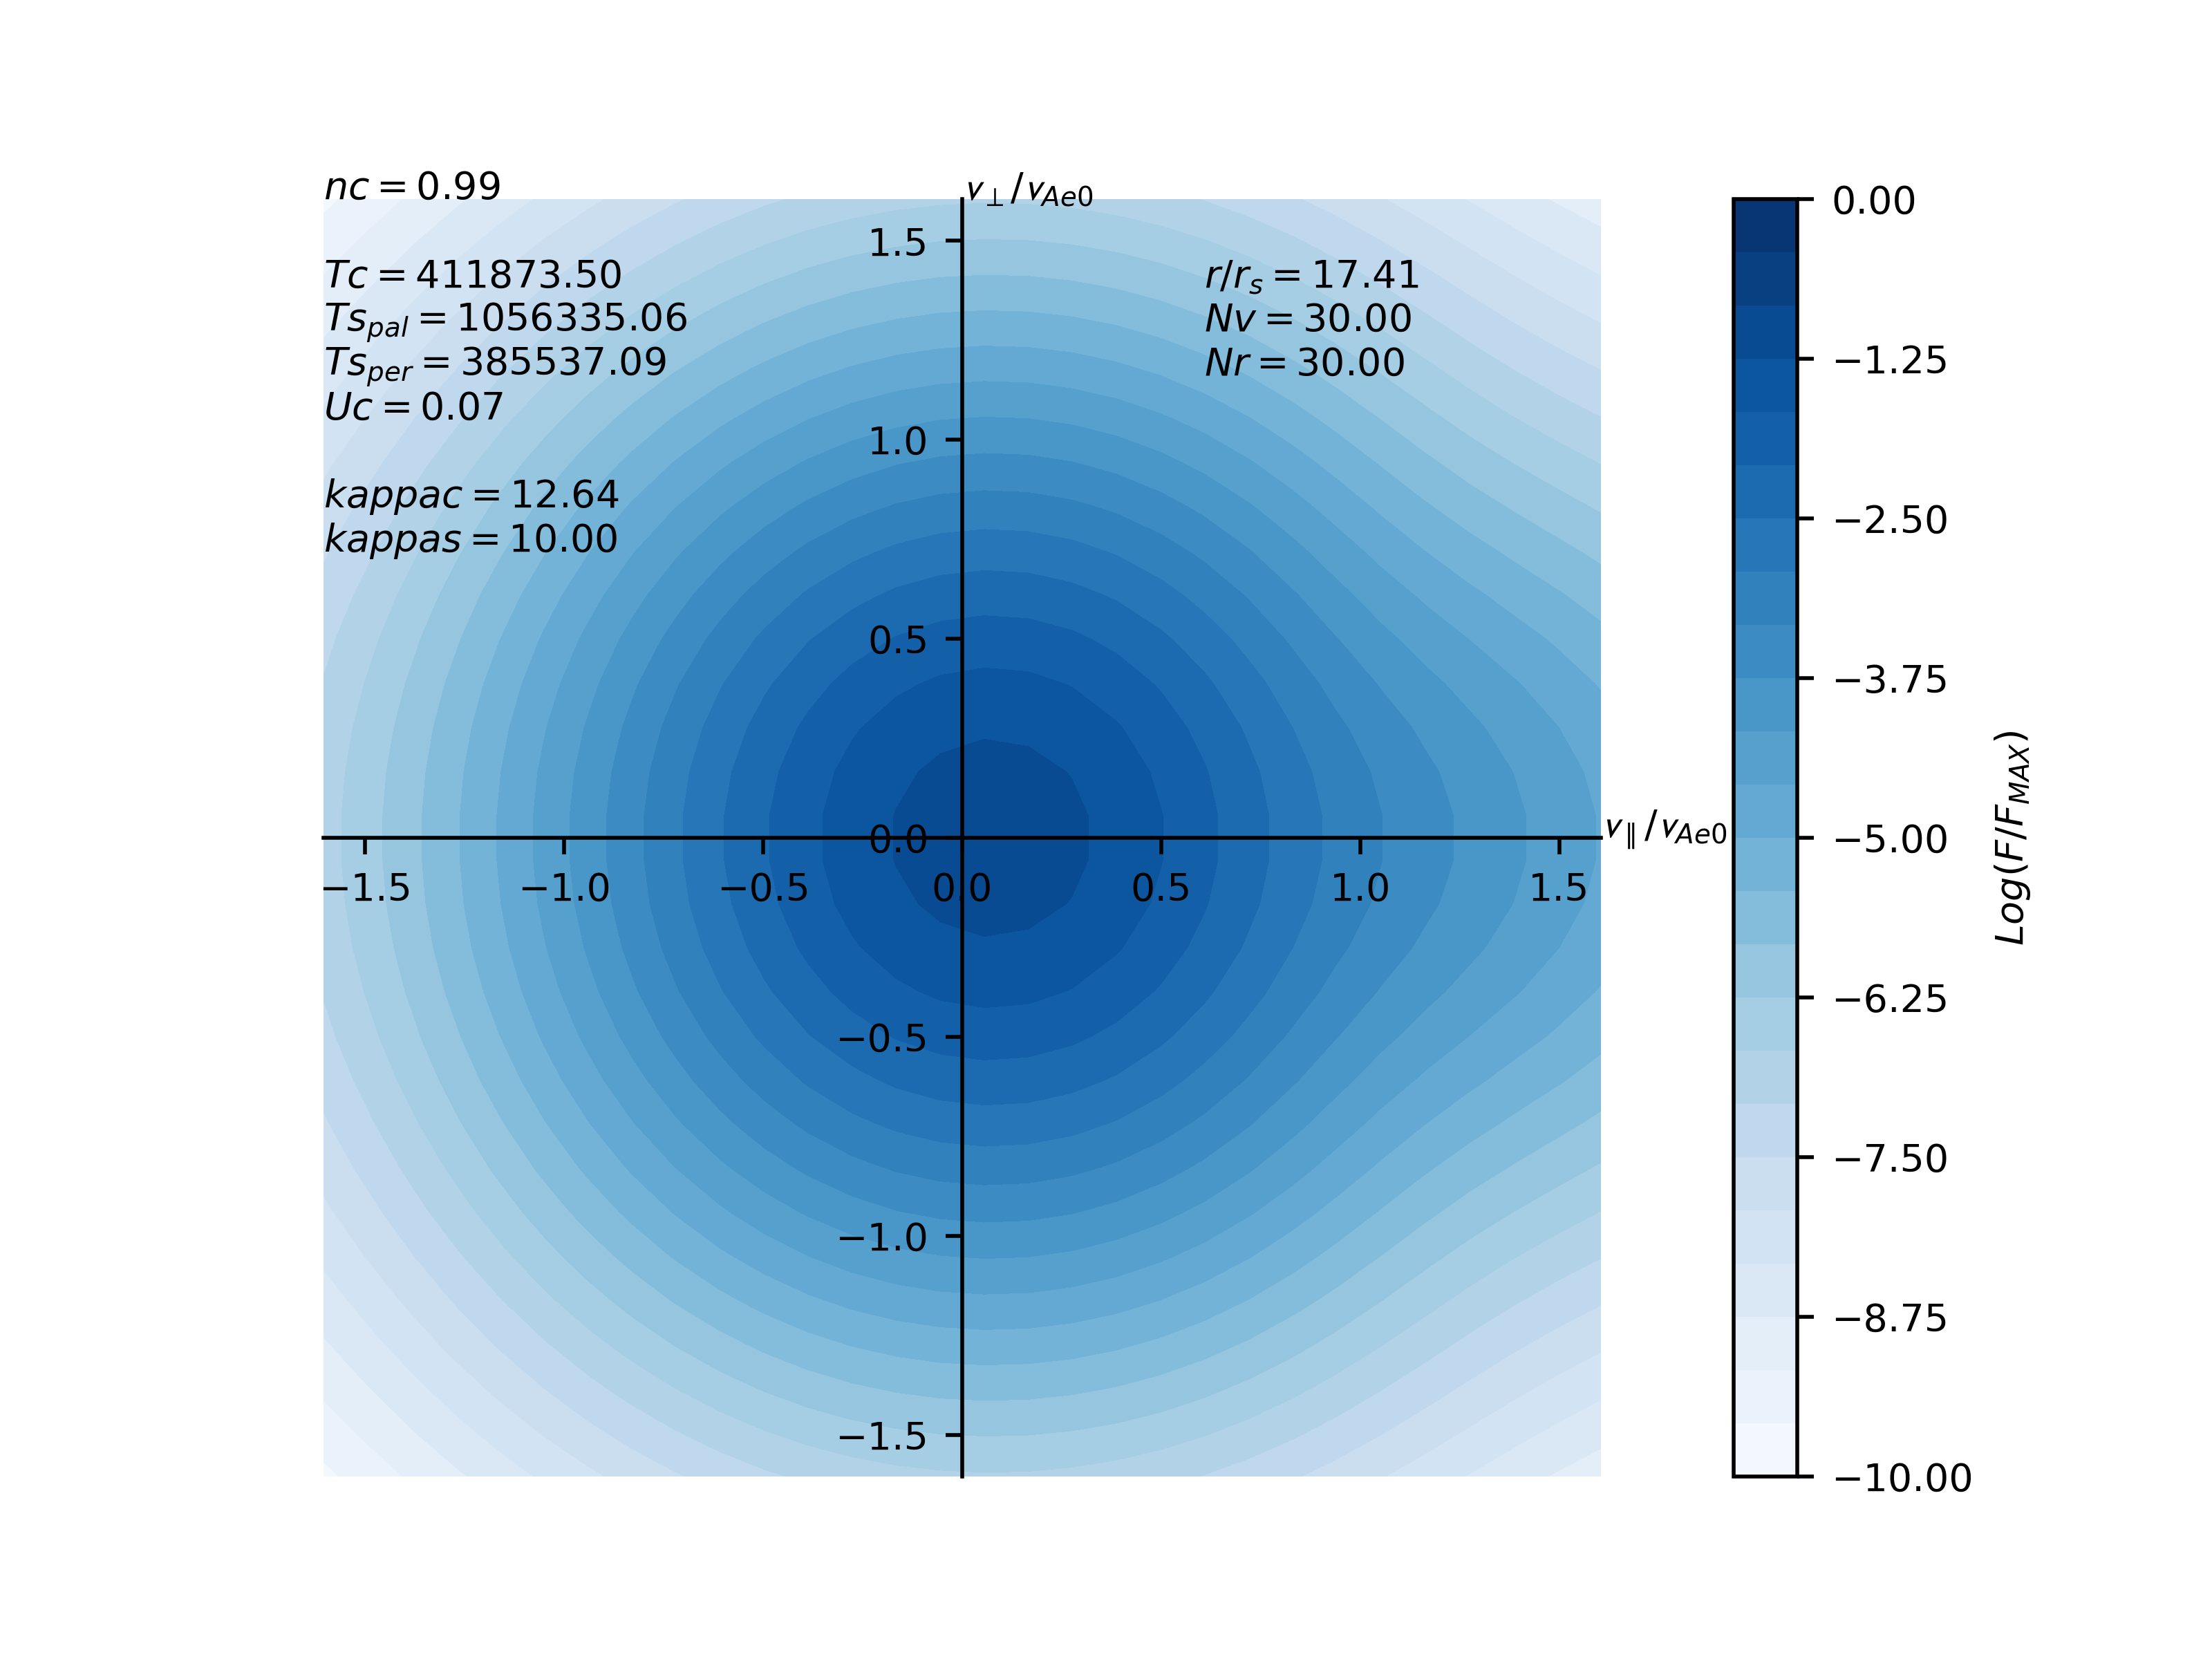 nc = 0.99
v⊥/vAe0
Tc = 411873.50
Tspal = 1056335.06
Tsper = 385537.09
Uc = 0.07
kappac = 12.64
kappas = 10.00
r/rs = 17.41
Nv = 30.00
Nr = 30.00
1.5
1.0
0.5
0.0
−0.5
−1.0
−1.5
−1.5 −1.0 −0.5 0.0 0.5 1.0 1.5
v∥/vAe0
0.00
−1.25
−2.50
−3.75
−5.00
−6.25
−7.50
−8.75
−10.00
Log(F/FMAX)